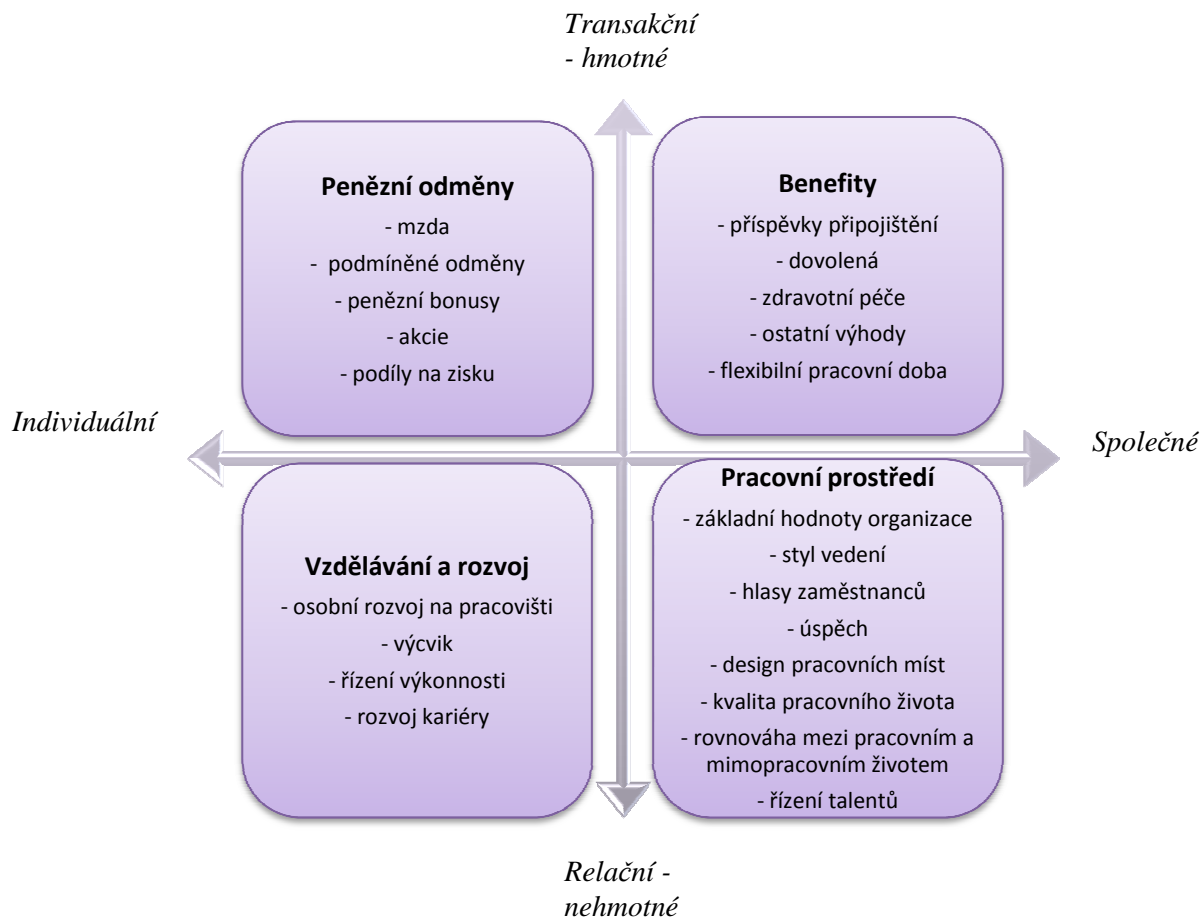 Transakční
- hmotné
Penězní odměny
- mzda
- podmíněné odměny
- penězní bonusy
- akcie
- podíly na zisku
Benefity
- příspěvky připojištění
- dovolená
- zdravotní péče
- ostatní výhody
- flexibilní pracovní doba
Individuální
Společné
Vzdělávání a rozvoj
- osobní rozvoj na pracovišti
- výcvik
- řízení výkonnosti
- rozvoj kariéry
Pracovní prostředí
- základní hodnoty organizace
- styl vedení
- hlasy zaměstnanců
- úspěch
- design pracovních míst
- kvalita pracovního života
- rovnováha mezi pracovním a
mimopracovním životem
- řízení talentů
Relační -
nehmotné